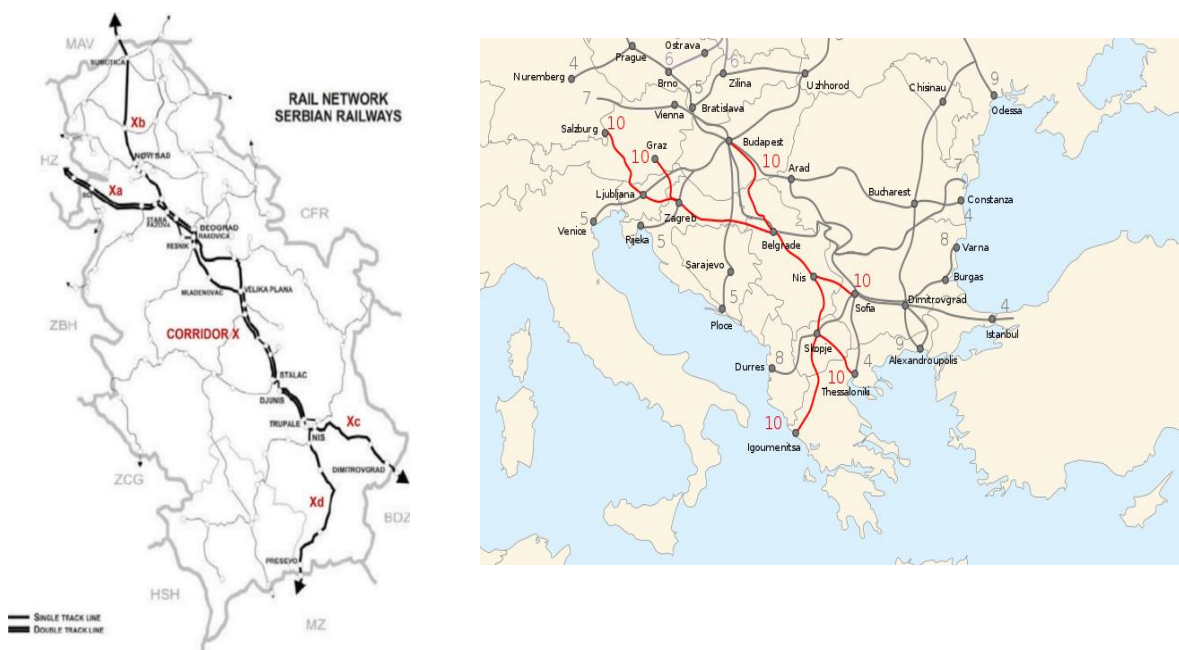 MAV
SUBOTICA
RAIL NETWORK
SERBIAN RAILWAYS
Xb
NOVI SAD
HZ
Xa
STARA
PAZOVA
CFR
BEOGRAD
RAKOVICA
RESNIK
MLADENOVAC
VELIKA PLANA
ZBH
CORRIDOR X
STALAC
DJUNIS
TRUPALE
NIS
Xc
DIMITROVGRAD
ZCG
Xd
BDZ
PRESEVO
HSH
MZ
SINGLE TRACK LINE
DOUBLE TRACK LINE
Prague
Ostrava
4
Nuremberg
6
Brno
5
6
Zilina
Uzhhorod
Chisinau
9
Odessa
7
Vienna
Bratislava
Salzburg
10
Graz
10
Budapest
10
Arad
7
Ljubljana
Zagreb
Bucharest
Constanza
4
5
Venice
Rijeka
5
Belgrade
8
Varna
Sarajevo
Nis
10
Sofia
Burgas
Dimitrovgrad
5
Ploce
4
Istanbul
Skopje
9
Alexandroupolis
8
Durres
10
4
Thessaloniki
10
Igoumenitsa